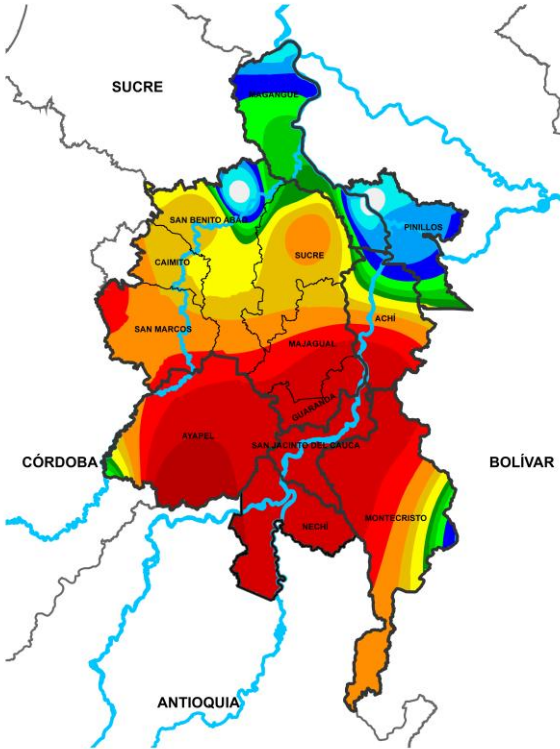 SUCRE
MAGANGUÉ
SAN BENITO ABAD
PINILLOS
SUCRE
CAIMITO
ACHÍ
SAN MARCOS
MAJAGUAL
GUARANDA
AYAPEL
SAN JACINTO DEL CAUCA
CÓRDOBA
BOLÍVAR
MONTECRISTO
NECHÍ
ANTIOQUIA